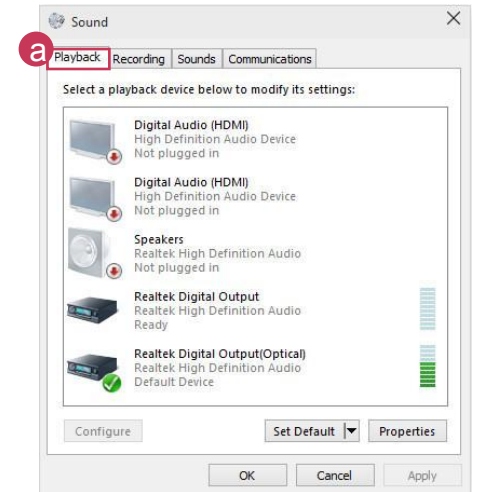 Sound
a
Playback Recording Sounds Communications
Select a playback device below to modify its settings:
Digital Audio (HDMI)
High Definition Audio Device
Not plugged in
Digital Audio (HDMI)
High Definition Audio Device
Not plugged in
Speakers
Realtek High Definition Audio
Not plugged in
Realtek Digital Output
Realtek High Definition Audio
Ready
Realtek Digital Output(Optical)
Realtek High Definition Audio
Default Device
Configure Set Default Properties
OK Cancel Apply